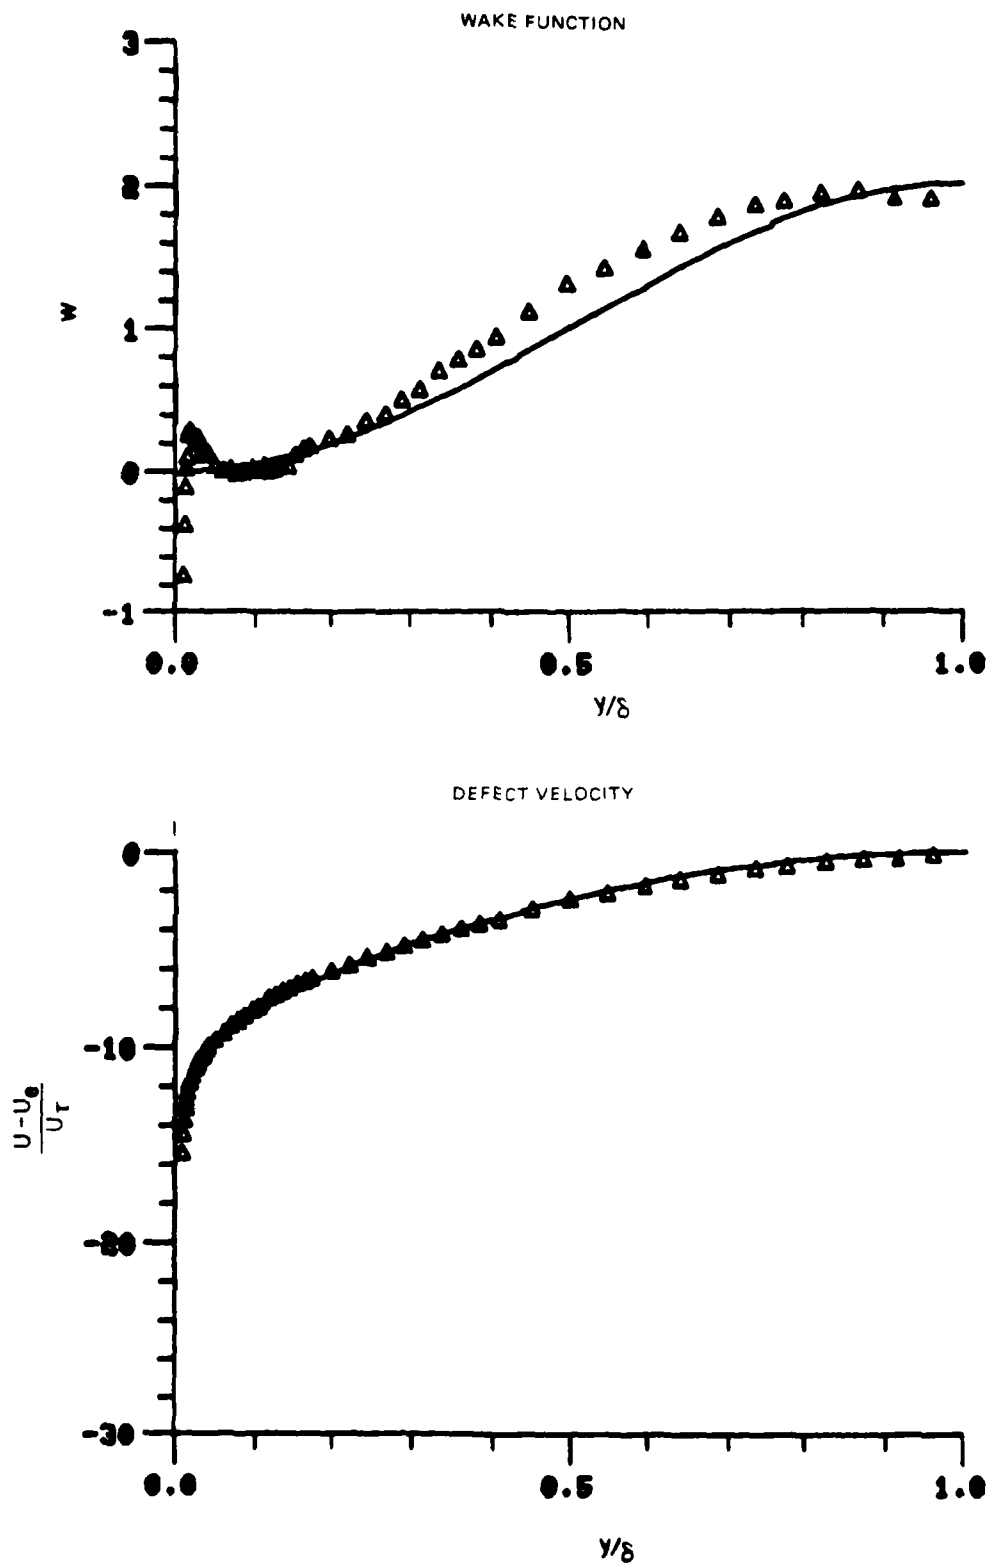 WAKE FUNCTION
3
2
1
0
-1
W
0.0 0.5 1.0
y/δ
DEFECT VELOCITY
0
-10
-20
-30
U-Ue
Uτ
0.0 0.5 1.0
y/δ